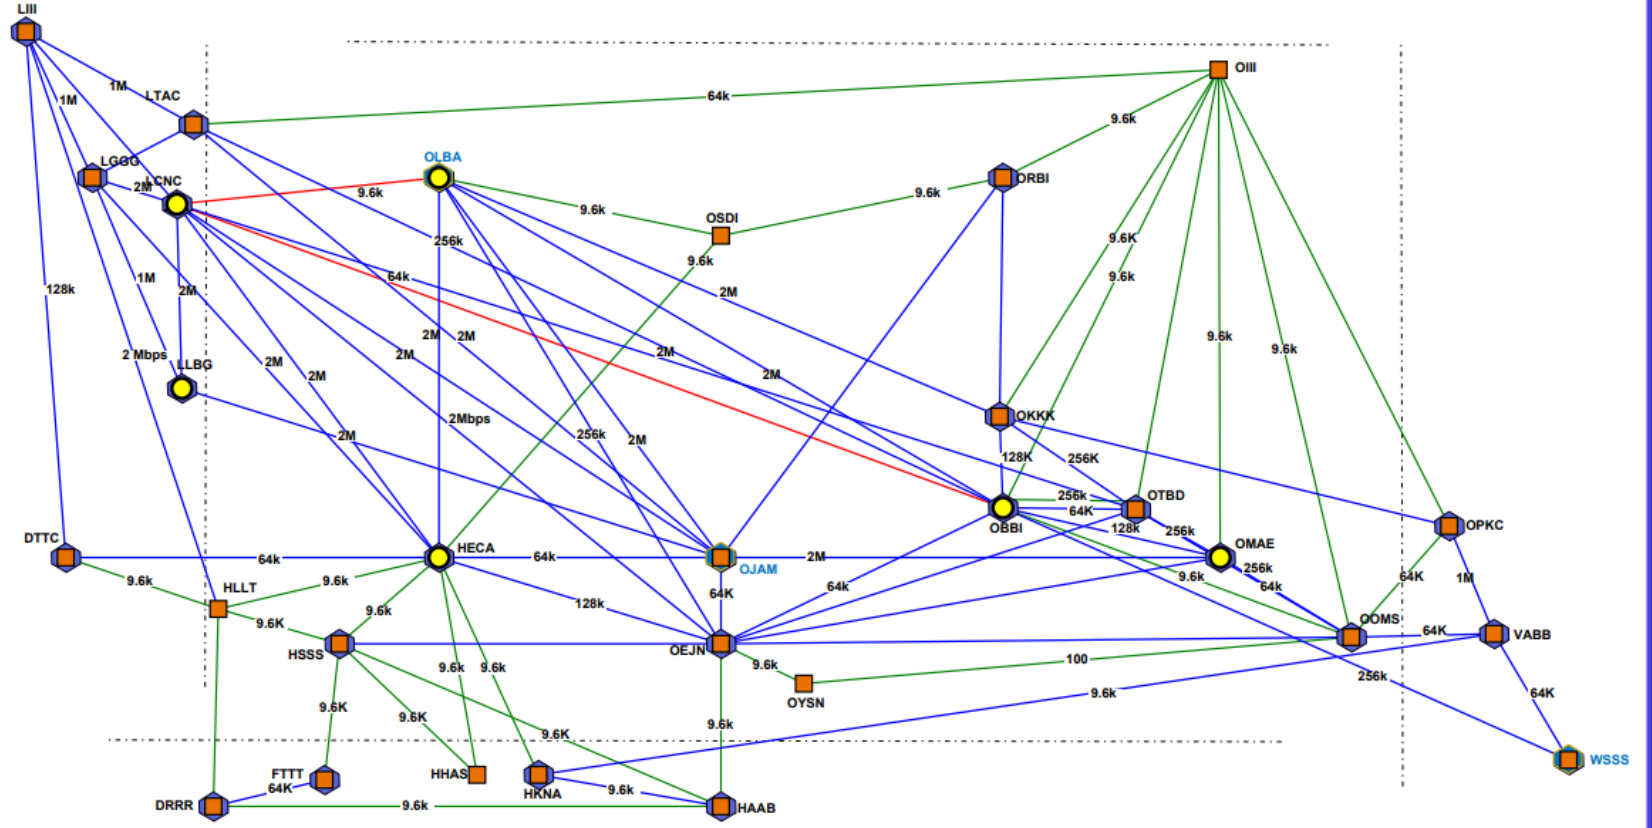 LIII
OIII
1M
LTAC
1M
64k
9.6k
OLBA
LGGG
2M
LCNC
9.6k
ORBI
9.6k
9.6k
OSDI
256k
9.6K
9.6k
64k
9.6k
128k
1M
2M
2M
2M
2M
9.6k
2 Mbps
2M
2M
9.6k
LLBG
2M
2M
2M
2Mbps
OKKK
2M
256k
2M
128K
256K
256k
OTBD
64K
OBBI
128k
256k
OPKC
DTTC
64k
HECA
64k
OJAM
2M
OMAE
256k
9.6k
HLLT
9.6k
64k
9.6k
64k
64K
1M
9.6k
128k
64K
9.6K
OOMS
64K
VABB
HSSS
OEJN
9.6k
9.6k
9.6k
100
256k
OYSN
9.6k
64K
9.6K
9.6K
9.6K
9.6k
WSSS
FTTT
HHAS
64K
HKNA
9.6k
DRRR
9.6k
HAAB